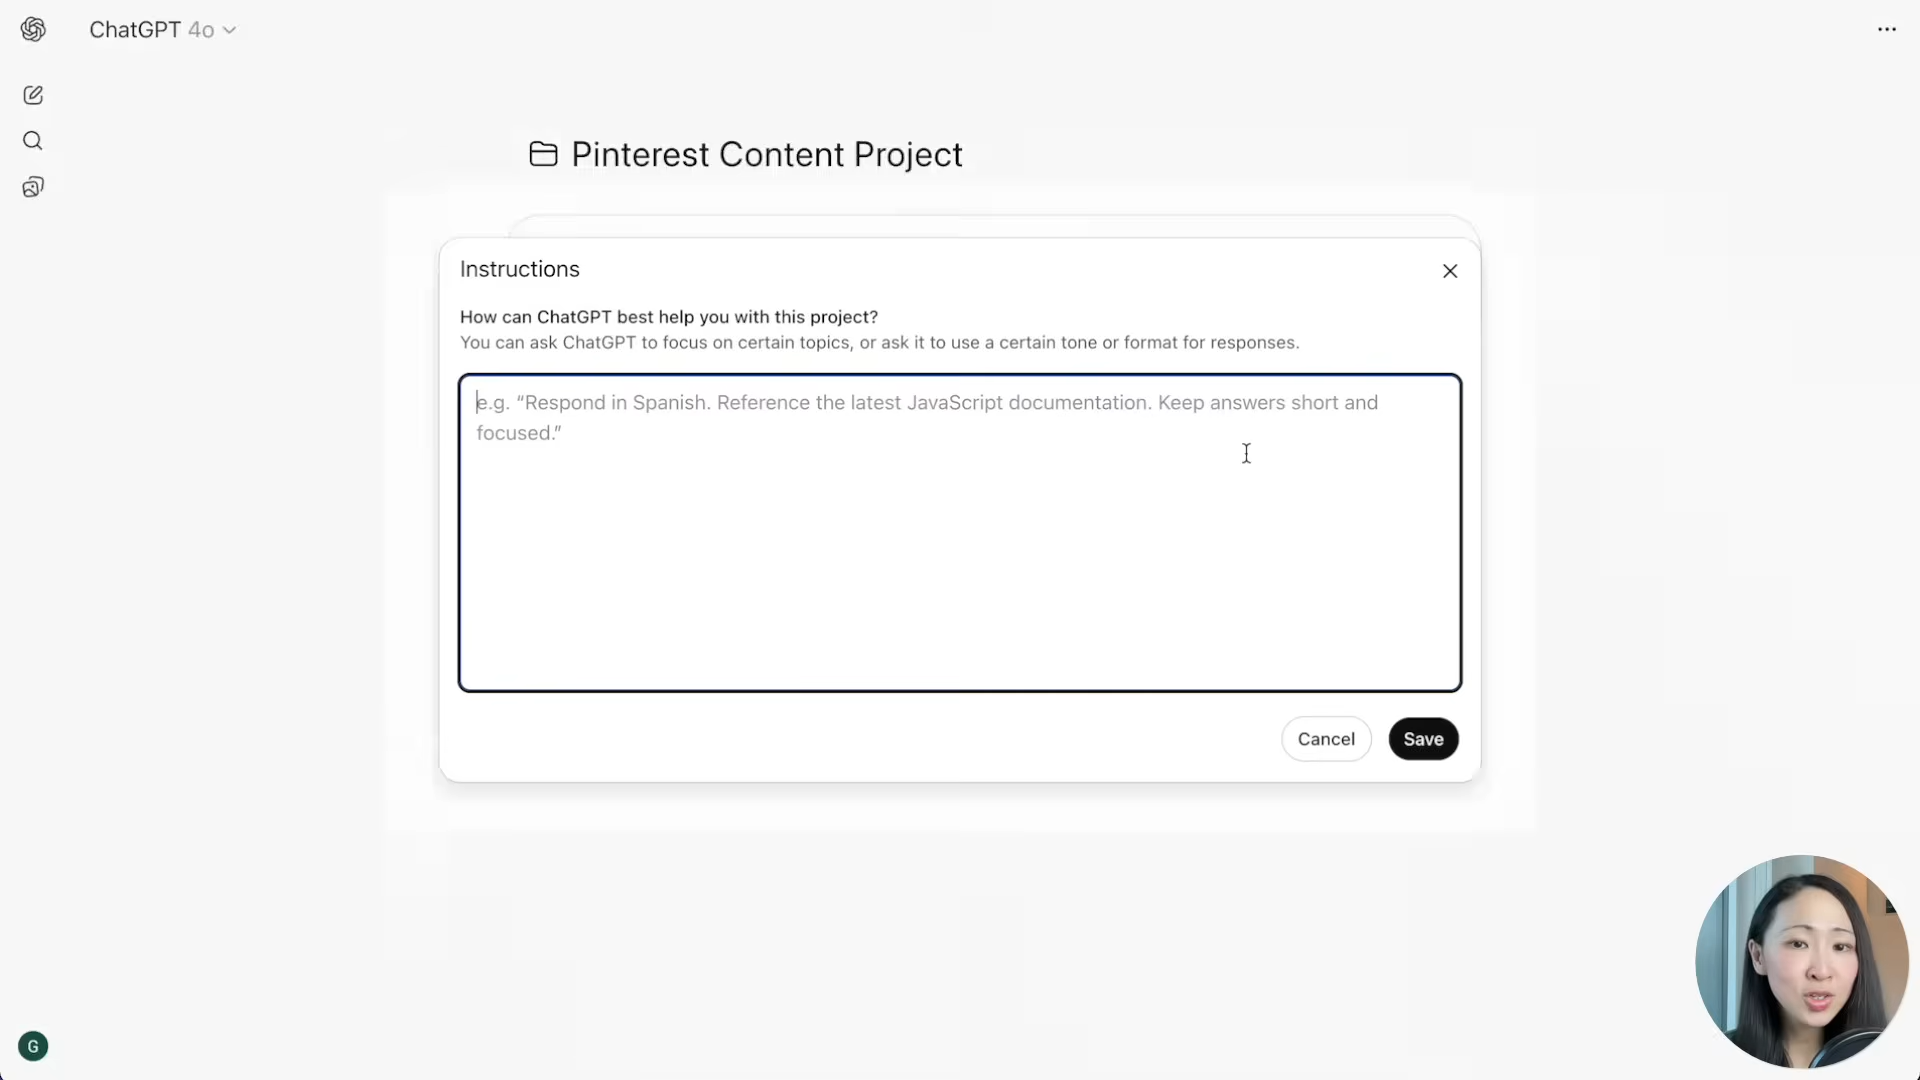 ChatGPT 4o
Pinterest Content Project
Instructions
How can ChatGPT best help you with this project?
You can ask ChatGPT to focus on certain topics, or ask it to use a certain tone or format for responses.
e.g. “Respond in Spanish. Reference the latest JavaScript documentation. Keep answers short and
focused.”
Cancel
Save
G